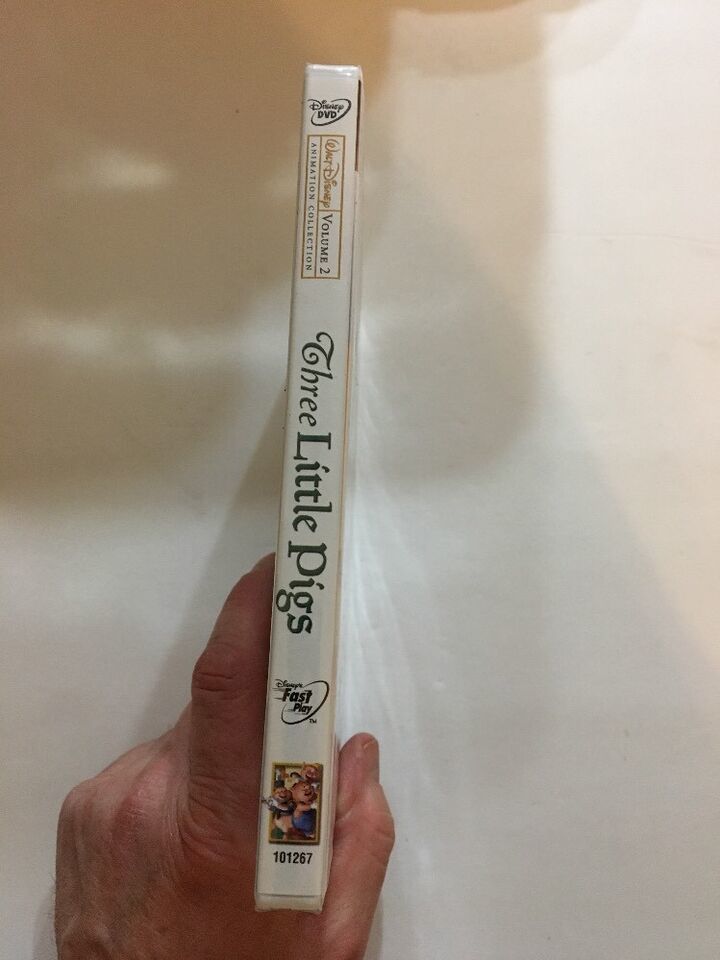 Disney
DVD
WALT DISNEY VOLUME 2
ANIMATION COLLECTION
Three Little Pigs
Disney's
Fast
Play
TM
101267